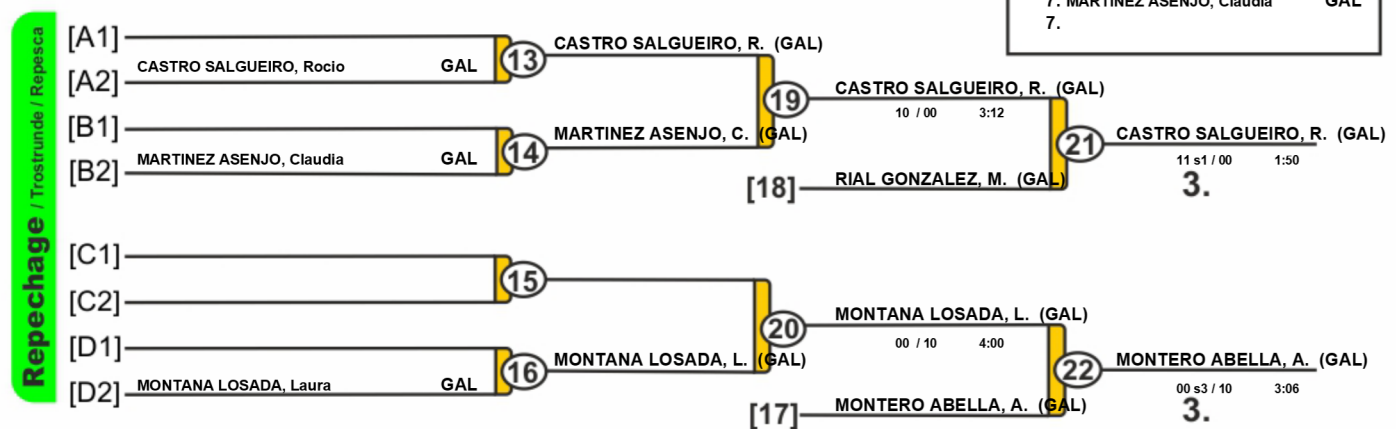 7. MARTINEZ ASENJO, Claudia GAL
7.
Repechage / Trostrunde / Repesca
[A1]
CASTRO SALGUEIRO, R. (GAL)
13
CASTRO SALGUEIRO, Rocio GAL
[A2]
CASTRO SALGUEIRO, R. (GAL)
19
10 / 00 3:12
[B1]
MARTINEZ ASENJO, C. (GAL)
14
CASTRO SALGUEIRO, R. (GAL)
21
11 s1 / 00 1:50
3.
MARTINEZ ASENJO, Claudia GAL
[B2]
[18] RIAL GONZALEZ, M. (GAL)
[C1]
15
[C2]
MONTANA LOSADA, L. (GAL)
20
00 / 10 4:00
[D1]
MONTANA LOSADA, L. (GAL)
16
MONTERO ABELLA, A. (GAL)
22
00 s3 / 10 3:06
3.
[D2] MONTANA LOSADA, Laura GAL
[17] MONTERO ABELLA, A. (GAL)